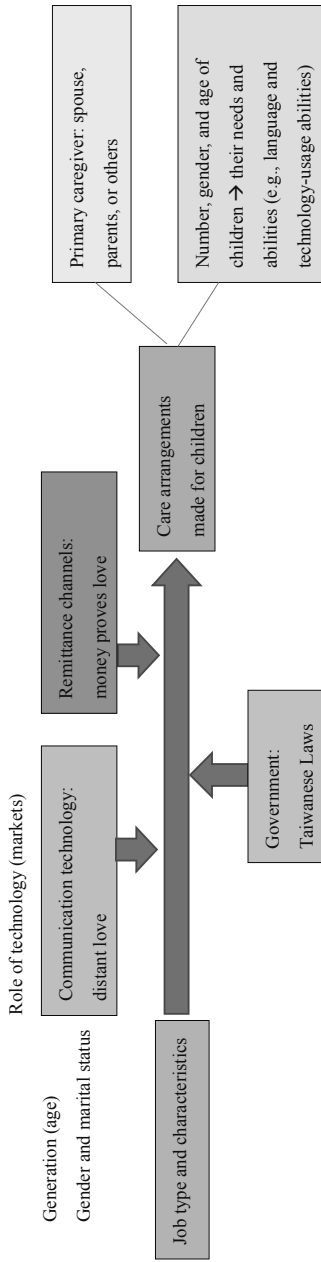 Role of technology (markets)
Generation (age)
Gender and marital status
Communication technology:
distant love
Remittance channels:
money proves love
Job type and characteristics
Government:
Taiwanese Laws
Care arrangements
made for children
Primary caregiver: spouse,
parents, or others
Number, gender, and age of
children → their needs and
abilities (e.g., language and
technology-usage abilities)